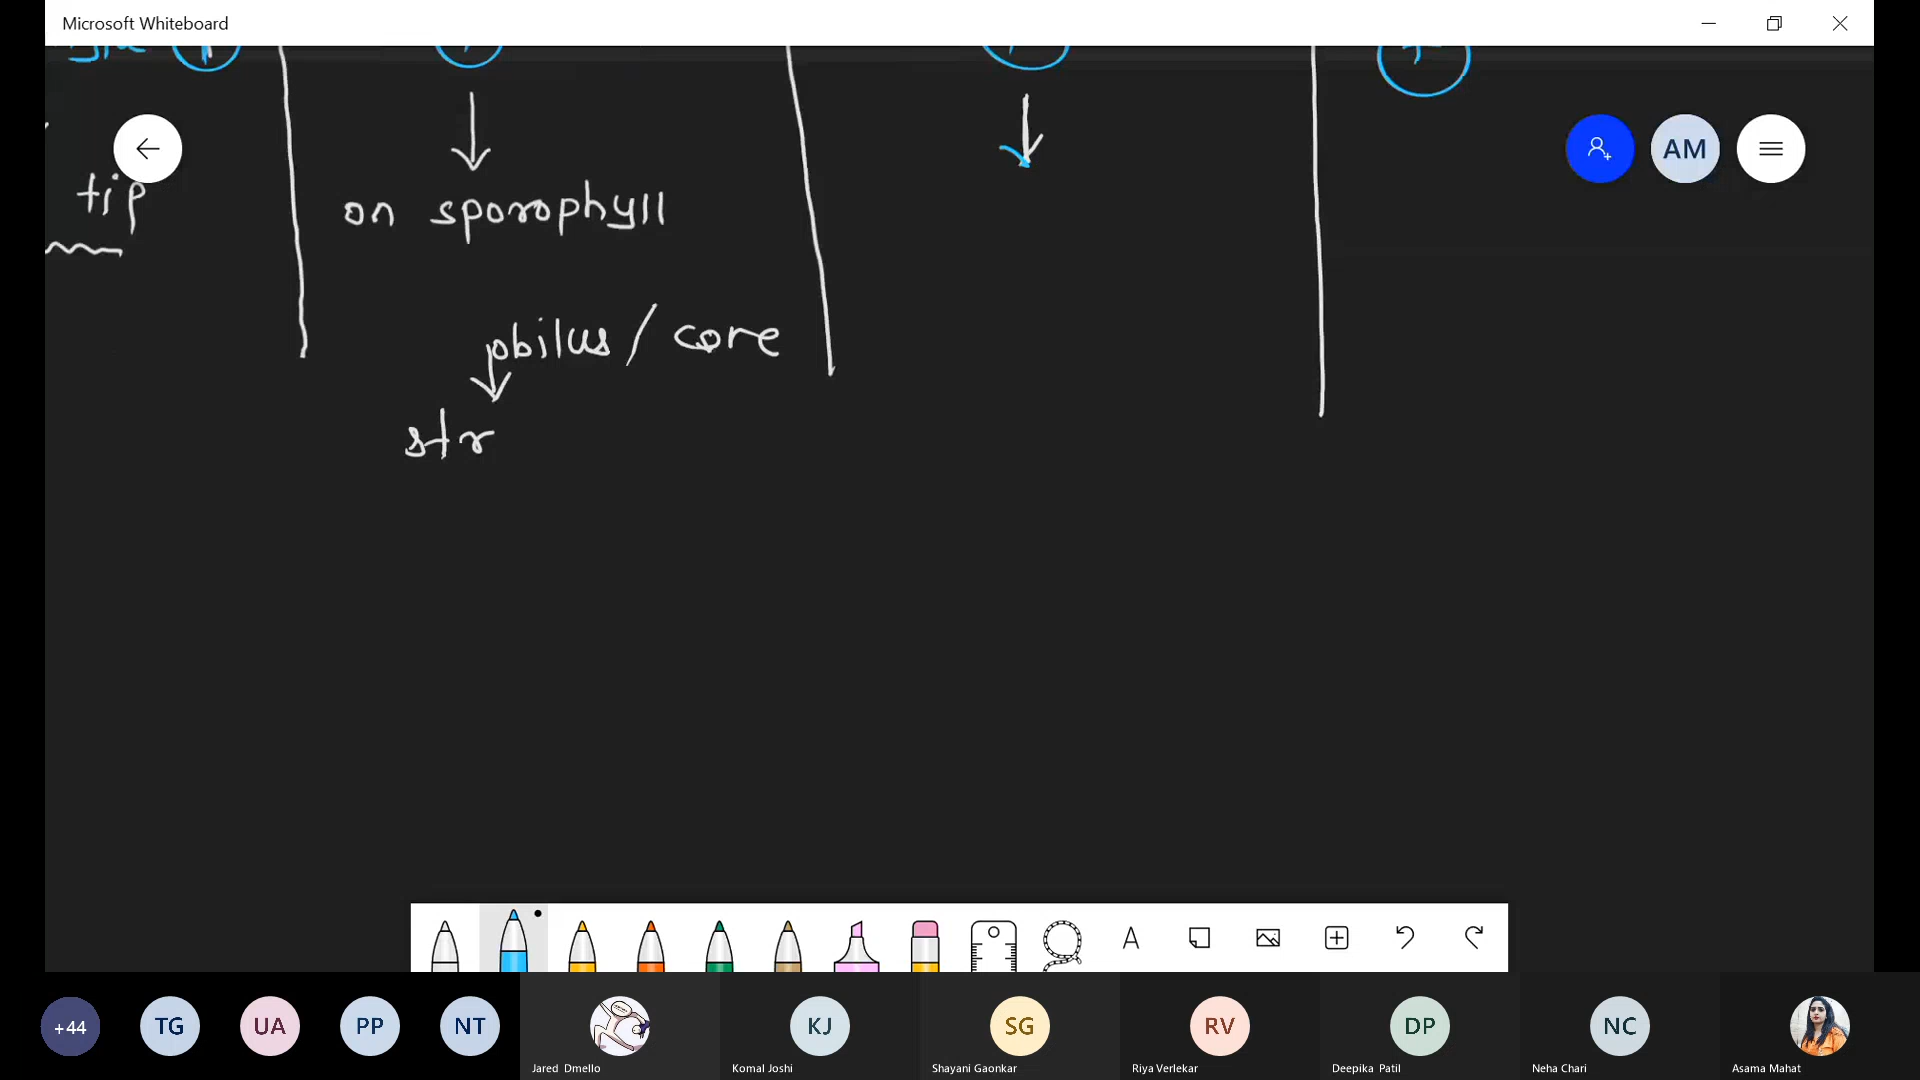 Microsoft Whiteboard
AM
tip
on sporophyll
obilus / core
str
A
+44
TG
UA
PP
NT
Jared Dmello
KJ
Komal Joshi
SG
Shayani Gaonkar
RV
Riya Verlekar
DP
Deepika Patil
NC
Neha Chari
Asama Mahat